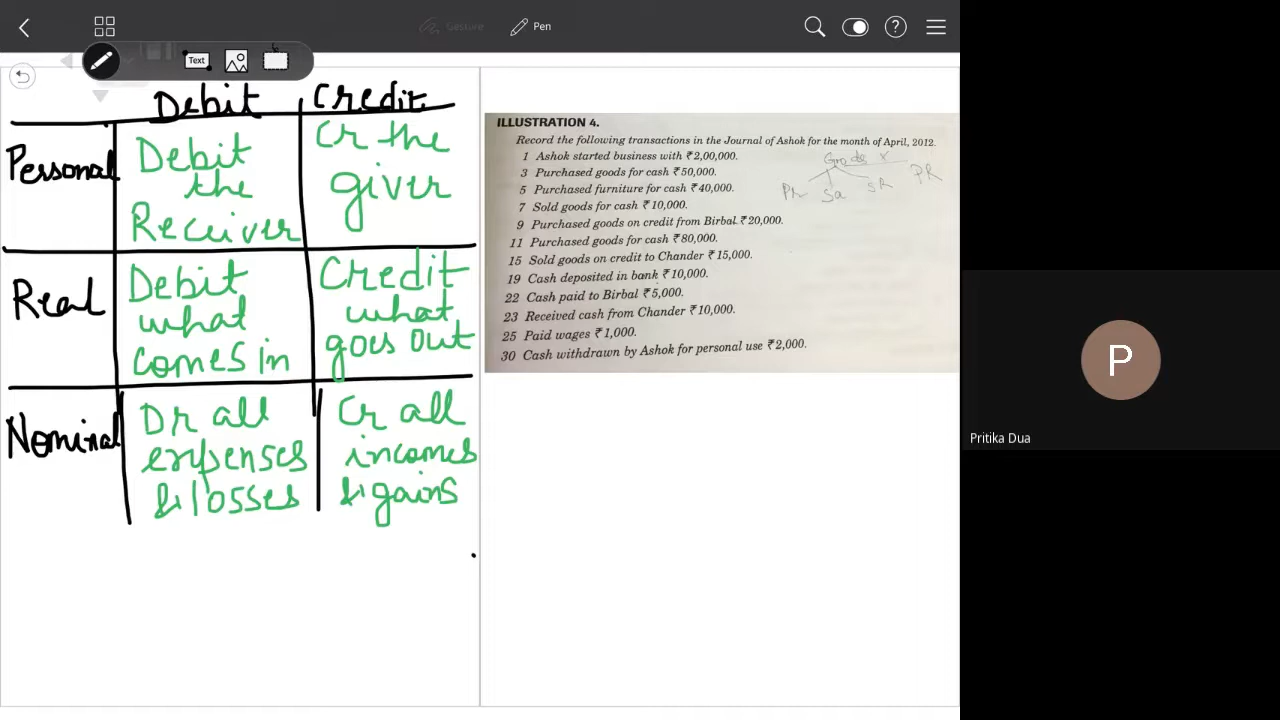 Gesture
Pen
Text
Debit Credit
Personal
Debit
the
Receiver
Cr the
giver
Real
Debit
what
comes in
Credit
what
goes out
Nominal
Dr all
expenses
& losses
Cr all
incomes
& gains
ILLUSTRATION 4.
Record the following transactions in the Journal of Ashok for the month of April, 2012.
1 Ashok started business with ₹2,00,000.
3 Purchased goods for cash ₹50,000.
5 Purchased furniture for cash ₹40,000.
7 Sold goods for cash ₹10,000.
9 Purchased goods on credit from Birbal ₹20,000.
11 Purchased goods for cash ₹80,000.
15 Sold goods on credit to Chander ₹15,000.
19 Cash deposited in bank ₹10,000.
22 Cash paid to Birbal ₹5,000.
23 Received cash from Chander ₹10,000.
25 Paid wages ₹1,000.
30 Cash withdrawn by Ashok for personal use ₹2,000.
Goods X
Pr Sa SR PR
P
Pritika Dua